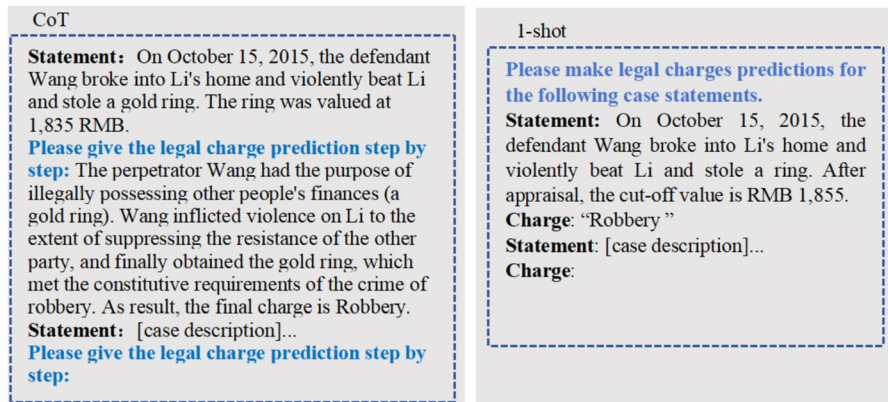 CoT
Statement： On October 15, 2015, the defendant
Wang broke into Li's home and violently beat Li
and stole a gold ring. The ring was valued at
1,835 RMB.
Please give the legal charge prediction step by
step: The perpetrator Wang had the purpose of
illegally possessing other people's finances (a
gold ring). Wang inflicted violence on Li to the
extent of suppressing the resistance of the other
party, and finally obtained the gold ring, which
met the constitutive requirements of the crime of
robbery. As result, the final charge is Robbery.
Statement： [case description]...
Please give the legal charge prediction step by
step:
1-shot
Please make legal charges predictions for
the following case statements.
Statement: On October 15, 2015, the
defendant Wang broke into Li's home and
violently beat Li and stole a ring. After
appraisal, the cut-off value is RMB 1,855.
Charge: “Robbery ”
Statement: [case description]...
Charge: